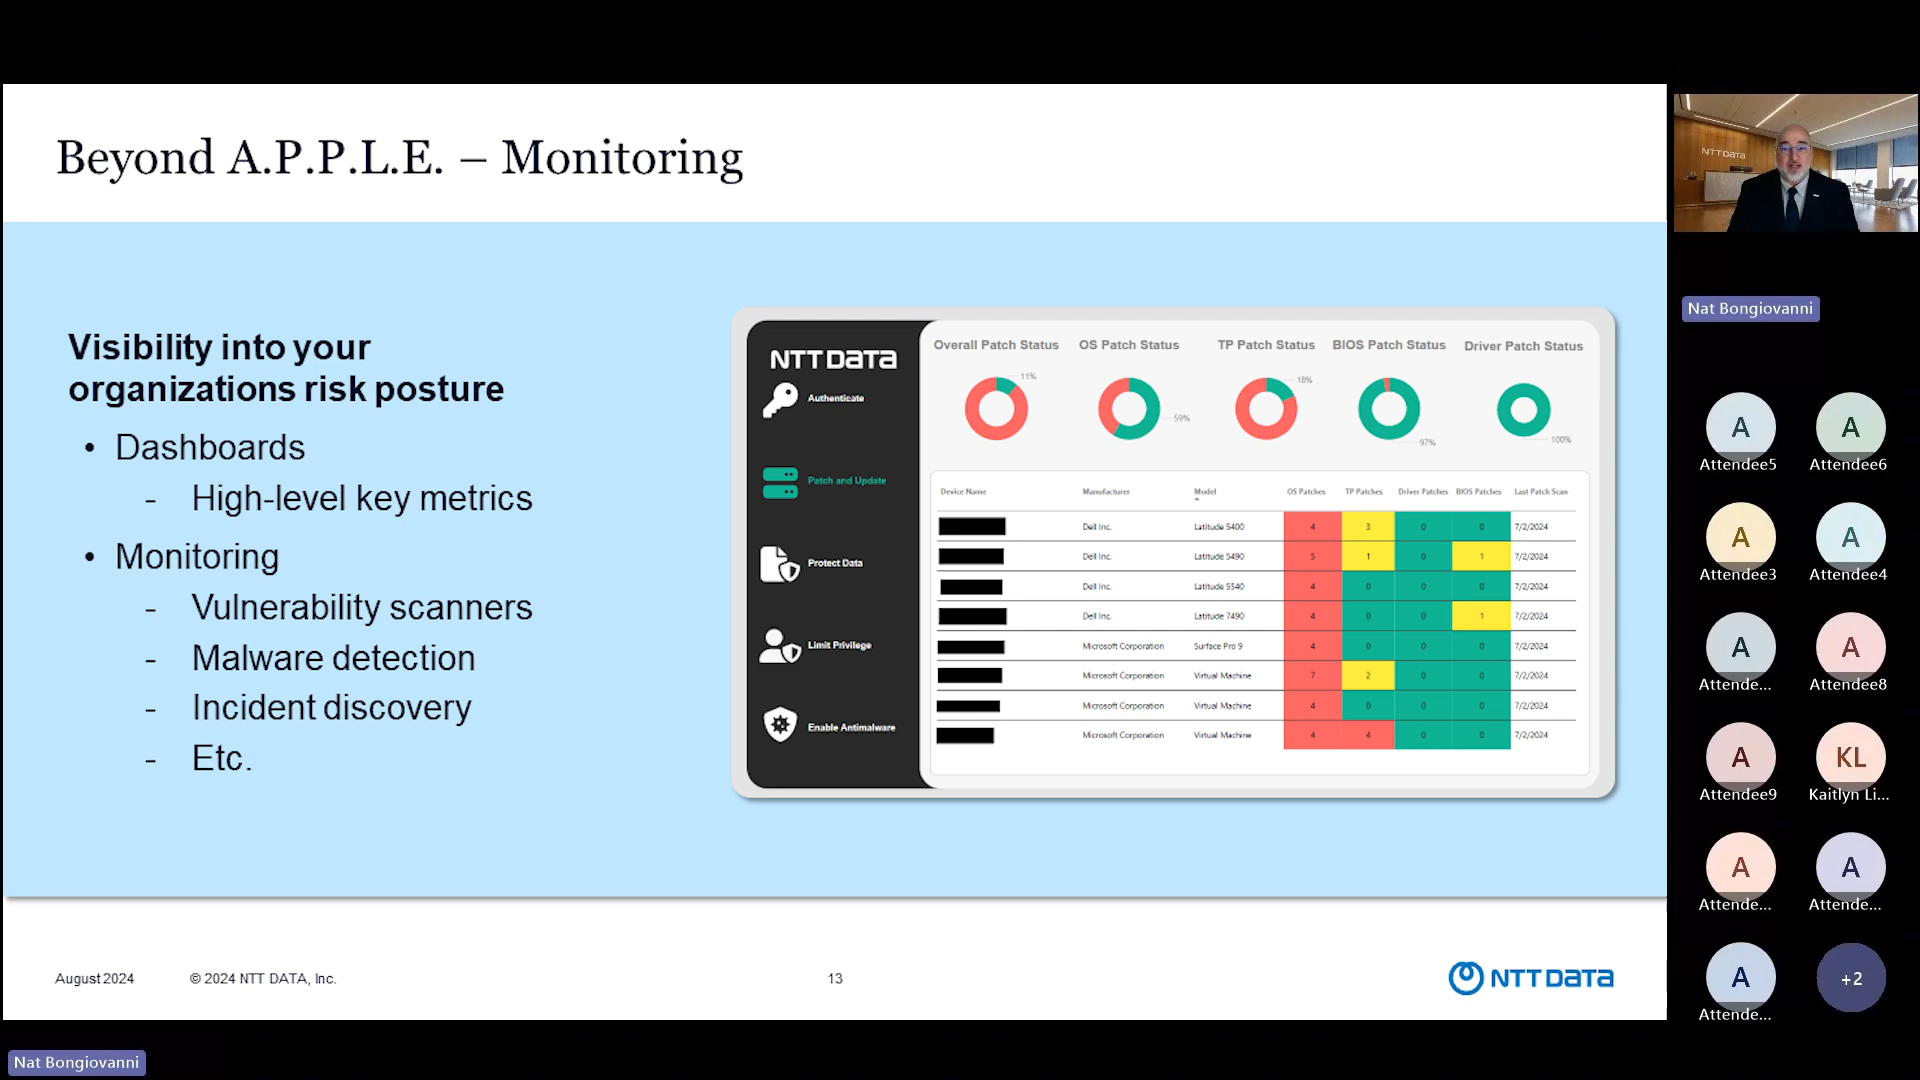 Beyond A.P.P.L.E. – Monitoring
Visibility into your
organizations risk posture
• Dashboards
- High-level key metrics
• Monitoring
- Vulnerability scanners
- Malware detection
- Incident discovery
- Etc.
NTT DATA
Authenticate
Patch and Update
Protect Data
Limit Privilege
Enable Antimalware
Overall Patch Status OS Patch Status TP Patch Status BIOS Patch Status Driver Patch Status
11% 59% 18% 97% 100%
Device Name Manufacturer Model OS Patches TP Patches Driver Patches BIOS Patches Last Patch Scan
Dell Inc. Latitude 5400 4 3 0 0 7/2/2024
Dell Inc. Latitude 5490 5 1 0 1 7/2/2024
Dell Inc. Latitude 5540 4 0 0 0 7/2/2024
Dell Inc. Latitude 7490 4 0 0 1 7/2/2024
Microsoft Corporation Surface Pro 9 4 0 0 0 7/2/2024
Microsoft Corporation Virtual Machine 7 2 0 0 7/2/2024
Microsoft Corporation Virtual Machine 4 0 0 0 7/2/2024
Microsoft Corporation Virtual Machine 4 4 0 0 7/2/2024
August 2024 © 2024 NTT DATA, Inc. 13 NTT DATA
Nat Bongiovanni
NTT DATA
Nat Bongiovanni
A A
Attendee5 Attendee6
A A
Attendee3 Attendee4
A A
Attende... Attendee8
A KL
Attendee9 Kaitlyn Li...
A A
Attende... Attende...
A +2
Attende...